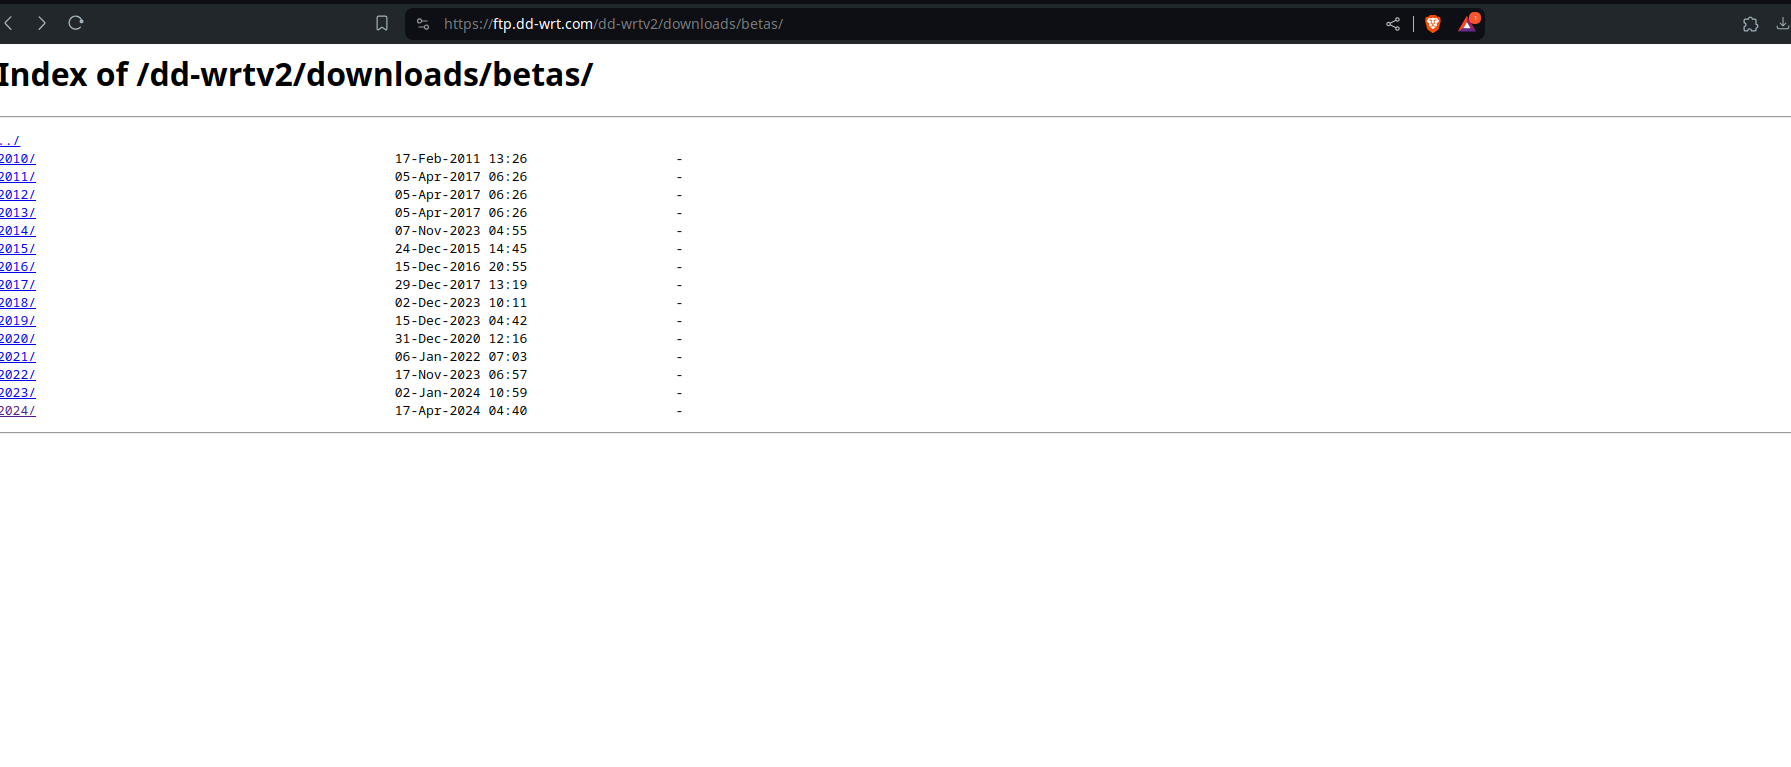 https://ftp.dd-wrt.com/dd-wrtv2/downloads/betas/
Index of /dd-wrtv2/downloads/betas/
../
2010/ 17-Feb-2011 13:26 -
2011/ 05-Apr-2017 06:26 -
2012/ 05-Apr-2017 06:26 -
2013/ 05-Apr-2017 06:26 -
2014/ 07-Nov-2023 04:55 -
2015/ 24-Dec-2015 14:45 -
2016/ 15-Dec-2016 20:55 -
2017/ 29-Dec-2017 13:19 -
2018/ 02-Dec-2023 10:11 -
2019/ 15-Dec-2023 04:42 -
2020/ 31-Dec-2020 12:16 -
2021/ 06-Jan-2022 07:03 -
2022/ 17-Nov-2023 06:57 -
2023/ 02-Jan-2024 10:59 -
2024/ 17-Apr-2024 04:40 -